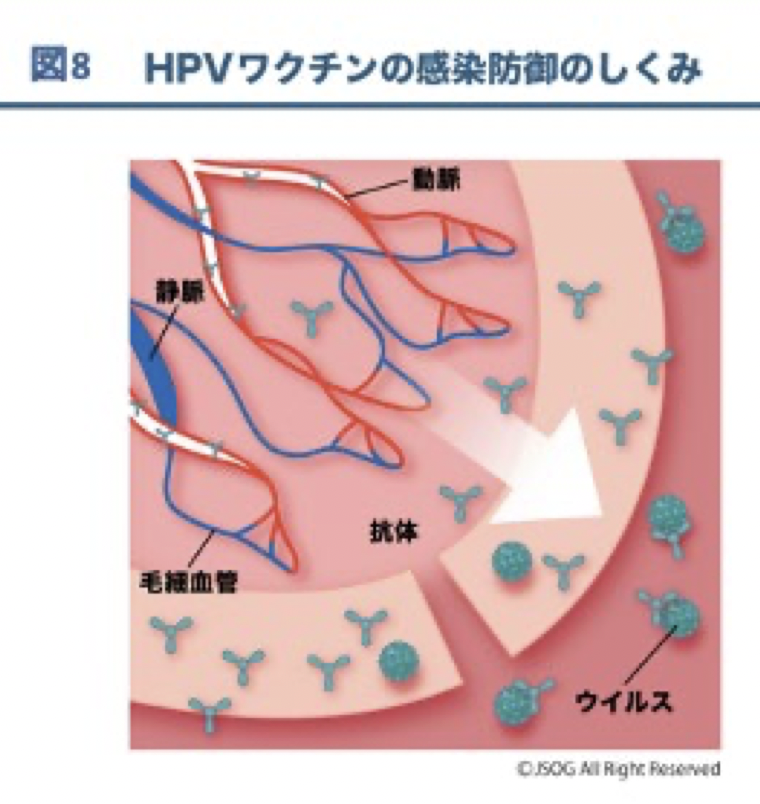 図8 HPVワクチンの感染防御のしくみ
動脈
静脈
抗体
毛細血管
ウイルス
©JSOG All Right Reserved